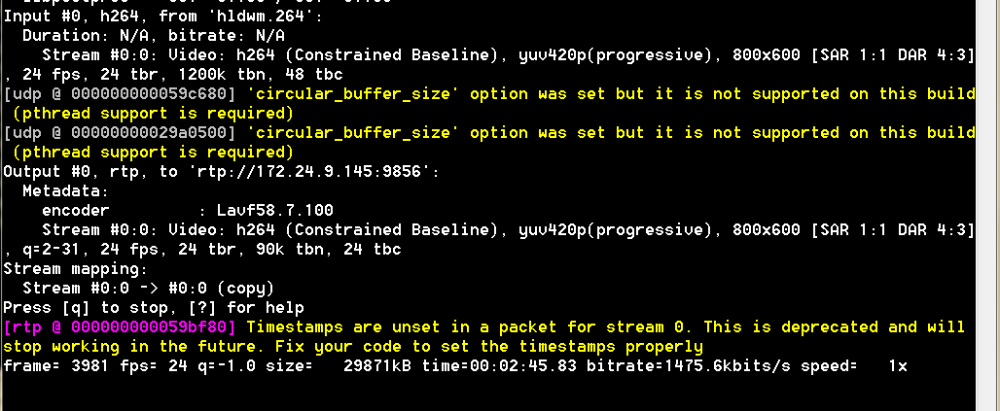 Input #0, h264, from 'hldwm.264':
  Duration: N/A, bitrate: N/A
    Stream #0:0: Video: h264 (Constrained Baseline), yuv420p(progressive), 800x600 [SAR 1:1 DAR 4:3]
, 24 fps, 24 tbr, 1200k tbn, 48 tbc
[udp @ 000000000059c680] 'circular_buffer_size' option was set but it is not supported on this build
 (pthread support is required)
[udp @ 00000000029a0500] 'circular_buffer_size' option was set but it is not supported on this build
 (pthread support is required)
Output #0, rtp, to 'rtp://172.24.9.145:9856':
  Metadata:
    encoder         : Lavf58.7.100
    Stream #0:0: Video: h264 (Constrained Baseline), yuv420p(progressive), 800x600 [SAR 1:1 DAR 4:3]
, q=2-31, 24 fps, 24 tbr, 90k tbn, 24 tbc
Stream mapping:
  Stream #0:0 -> #0:0 (copy)
Press [q] to stop, [?] for help
[rtp @ 000000000059bf80] Timestamps are unset in a packet for stream 0. This is deprecated and will
stop working in the future. Fix your code to set the timestamps properly
frame= 3981 fps= 24 q=-1.0 size=   29871kB time=00:02:45.83 bitrate=1475.6kbits/s speed=   1x